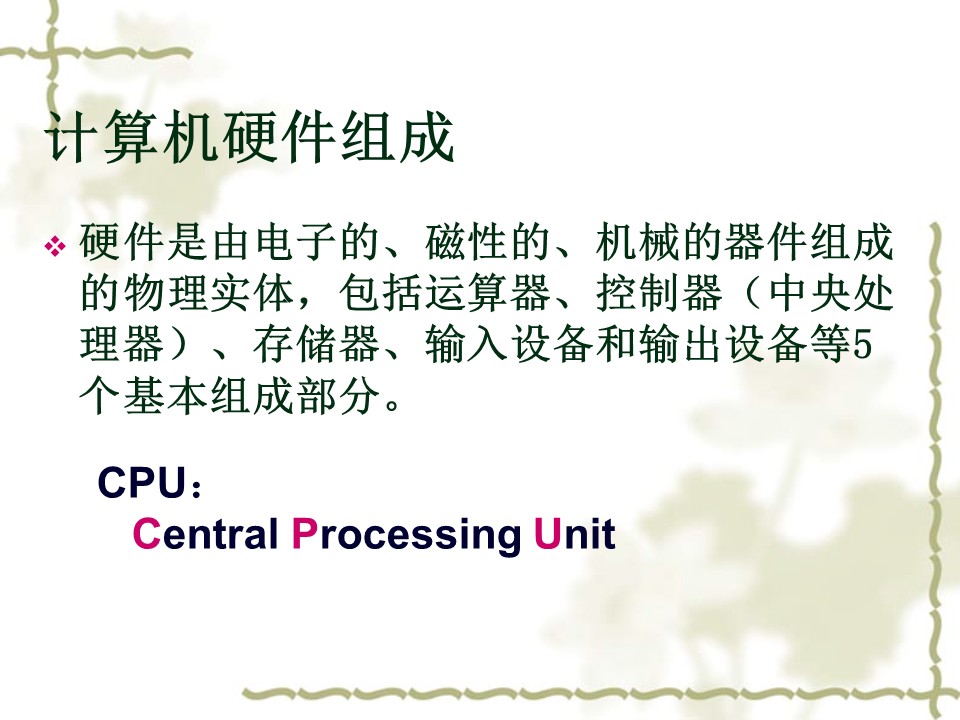 计算机硬件组成
硬件是由电子的、磁性的、机械的器件组成
的物理实体，包括运算器、控制器（中央处
理器）、存储器、输入设备和输出设备等5
个基本组成部分。
CPU：
Central Processing Unit